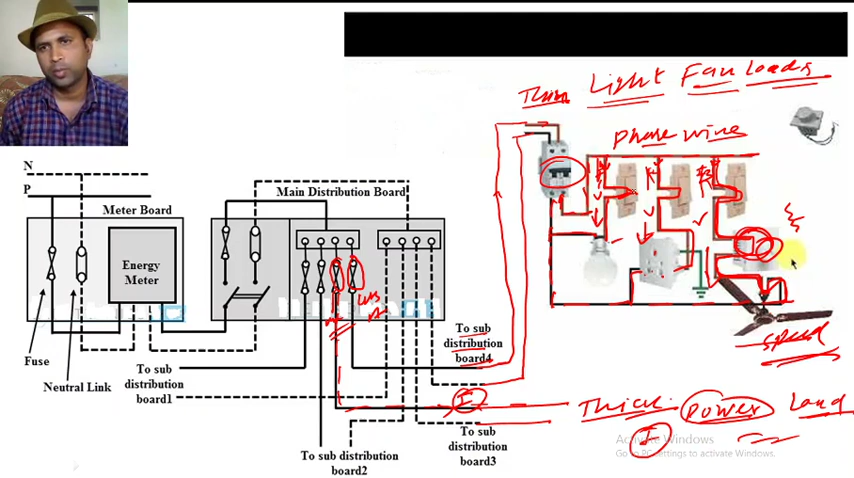 Thin Light Fan Loads
phase wire
N
P
Meter Board
Main Distribution Board
Energy
Meter
Fuse
Neutral Link
To sub
distribution
board1
To sub distribution
board2
To sub
distribution
board4
To sub
distribution
board3
speed
I
Thick Power Load
I
Activate Windows
Go to PC settings to activate Windows.